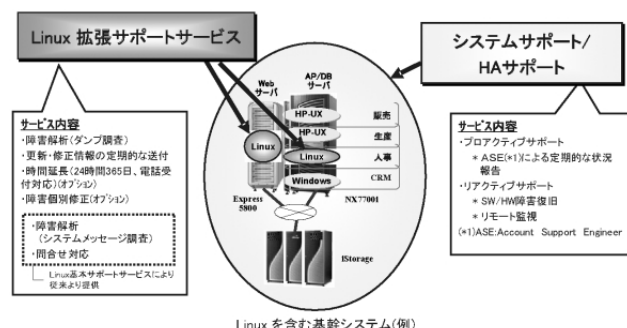 Linux 拡張サポートサービス
システムサポート/
HAサポート
Web
サーバ
AP/DB
サーバ
HP-UX
販売
HP-UX
生産
Linux
Linux
人事
Windows
CRM
Express
5800
NX77001
IStorage
サービス内容
・障害解析(ダンプ調査)
・更新・修正情報の定期的な送付
・時間延長(24時間365日、電話受
付対応)(オプション)
・障害個別修正(オプション)
・障害解析
(システムメッセージ調査)
・問合せ対応
Linux基本サポートサービスにより
従来より提供
サービス内容
・プロアクティブサポート
* ASE(*1)による定期的な状況
報告
・リアクティブサポート
* SW/HW障害復旧
* リモート監視
(*1)ASE:Account Support Engineer
Linux を含む基幹システム(例)